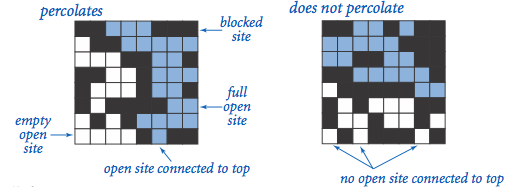 percolates
blocked
site
full
open
site
empty
open
site
open site connected to top
does not percolate
no open site connected to top